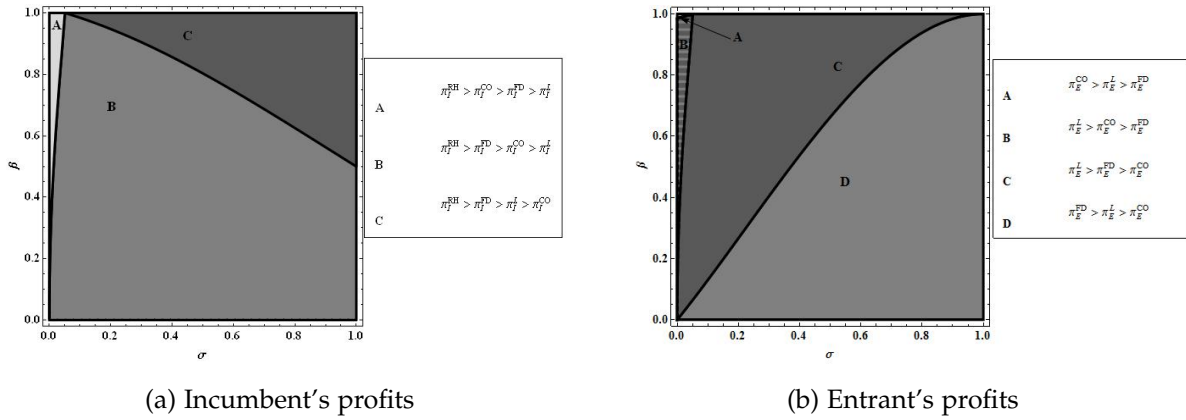 1.0
0.8
0.6
0.4
0.2
0.0
β
0.0 0.2 0.4 0.6 0.8 1.0
σ
A
B
C
A π_I^RH > π_I^CO > π_I^FD > π_I^L
B π_I^RH > π_I^FD > π_I^CO > π_I^L
C π_I^RH > π_I^FD > π_I^L > π_I^CO
(a) Incumbent's profits
1.0
0.8
0.6
0.4
0.2
0.0
β
0.0 0.2 0.4 0.6 0.8 1.0
σ
B
A
C
D
A π_E^CO > π_E^L > π_E^FD
B π_E^L > π_E^CO > π_E^FD
C π_E^L > π_E^FD > π_E^CO
D π_E^FD > π_E^L > π_E^CO
(b) Entrant's profits